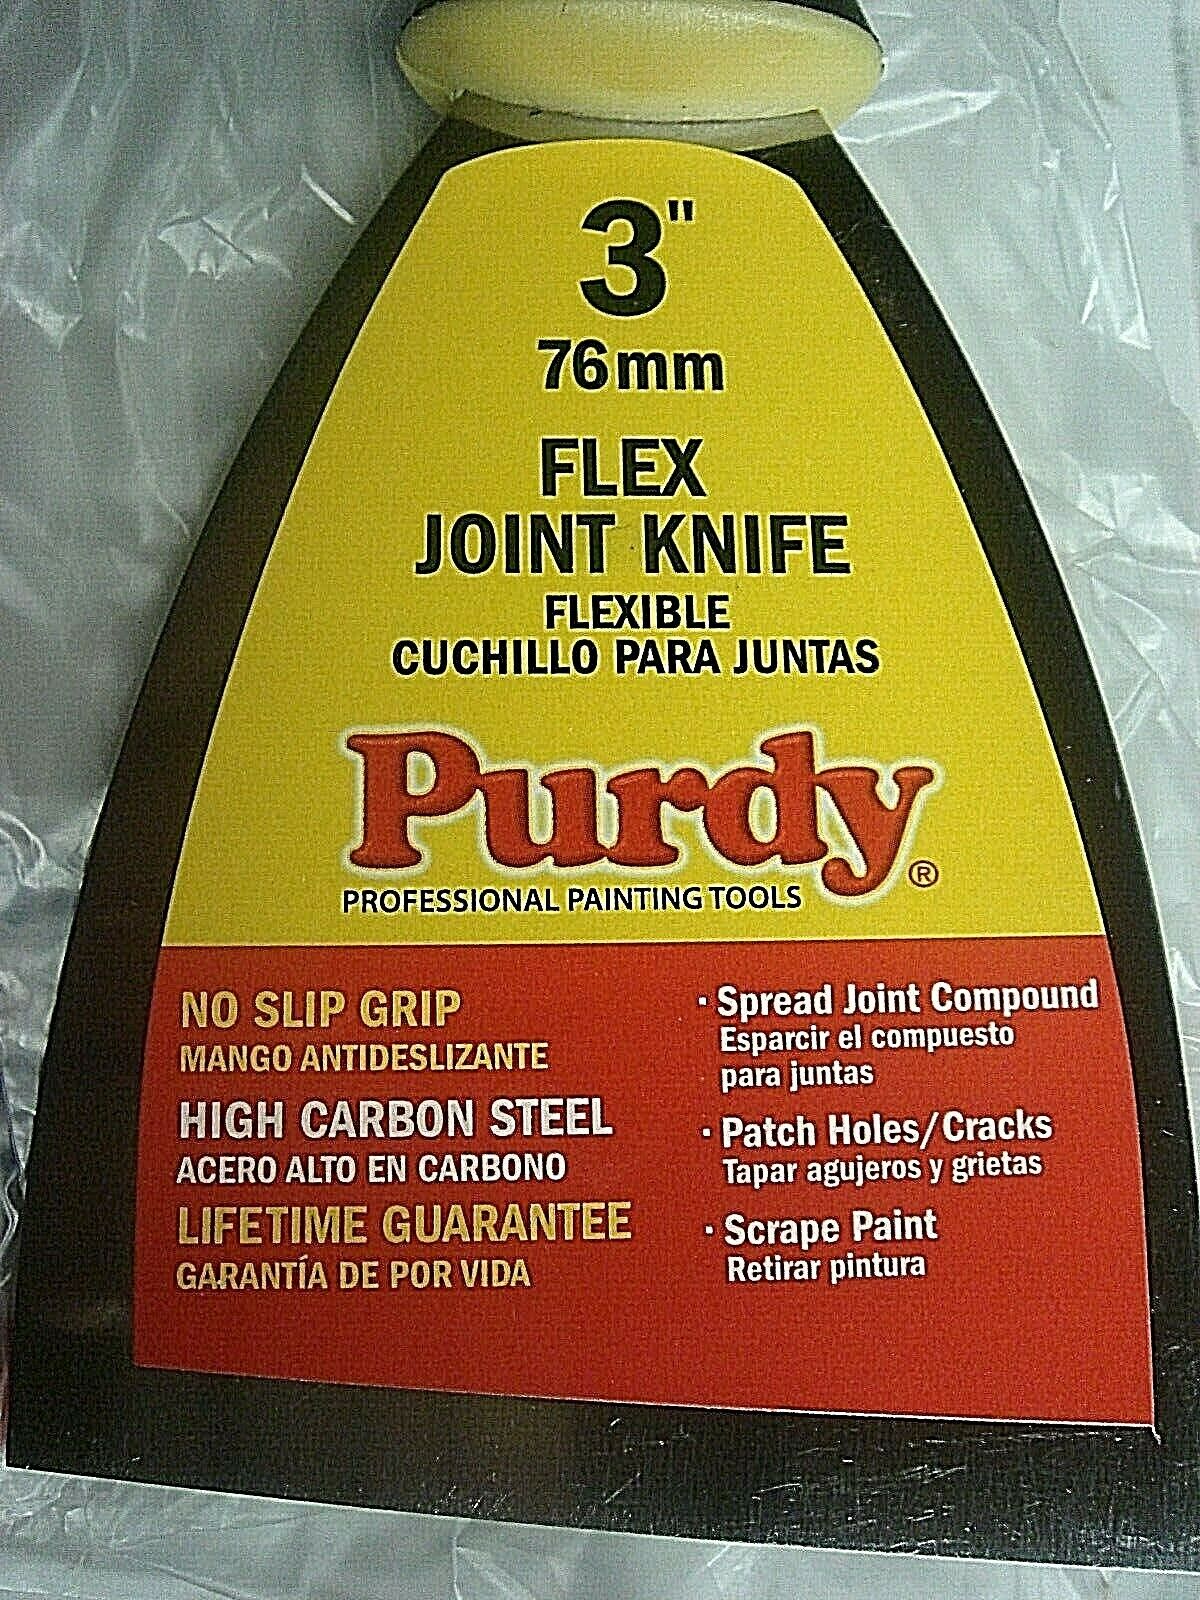 3"
76mm
FLEX
JOINT KNIFE
FLEXIBLE
CUCHILLO PARA JUNTAS
Purdy®
PROFESSIONAL PAINTING TOOLS
NO SLIP GRIP
MANGO ANTIDESLIZANTE
HIGH CARBON STEEL
ACERO ALTO EN CARBONO
LIFETIME GUARANTEE
GARANTÍA DE POR VIDA
· Spread Joint Compound
Esparcir el compuesto
para juntas
· Patch Holes/Cracks
Tapar agujeros y grietas
· Scrape Paint
Retirar pintura